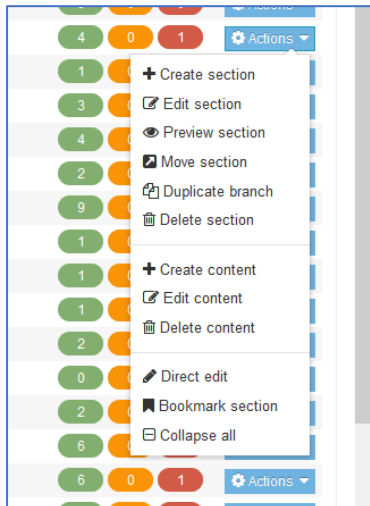 4 0 1 Actions
1
Create section
3
Edit section
Preview section
4
Move section
2
Duplicate branch
9
Delete section
1
1
Create content
1
Edit content
Delete content
2
0
Direct edit
2
Bookmark section
6
Collapse all
6 0 1 Actions